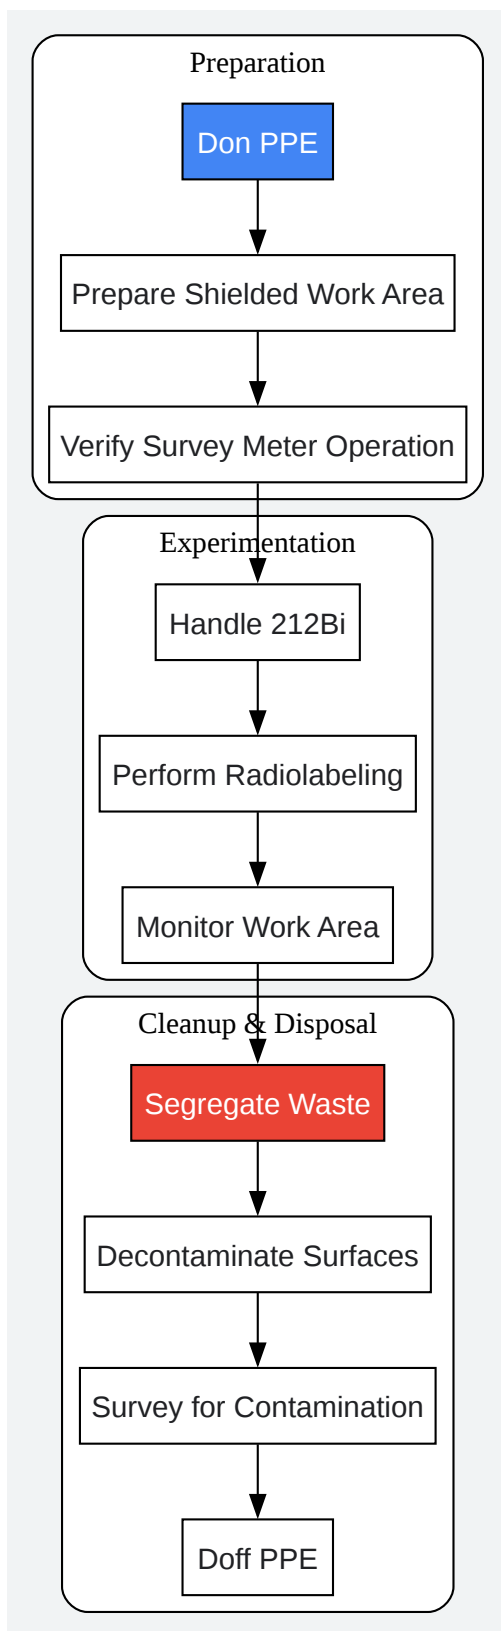 Preparation
Don PPE
Prepare Shielded Work Area
Verify Survey Meter Operation
Experimentation
Handle 212Bi
Perform Radiolabeling
Monitor Work Area
Cleanup & Disposal
Segregate Waste
Decontaminate Surfaces
Survey for Contamination
Doff PPE